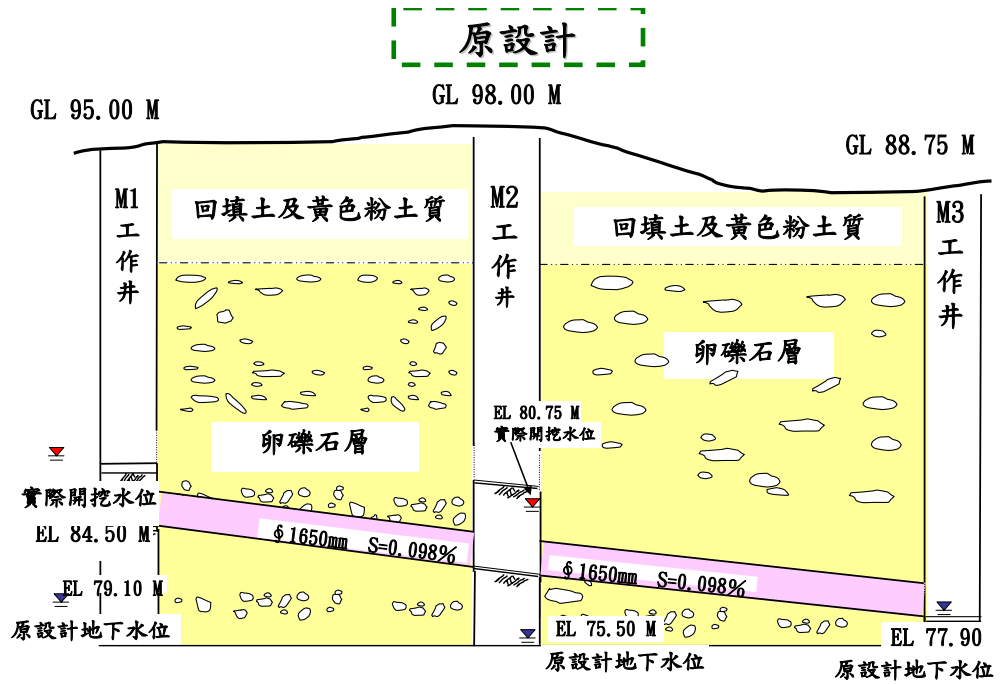 原設計
GL 95.00 M
GL 98.00 M
GL 88.75 M
M1
工
作
井
回填土及黃色粉土質
M2
工
作
井
回填土及黃色粉土質
M3
工
作
井
卵礫石層
卵礫石層
EL 80.75 M
實際開挖水位
實際開挖水位
EL 84.50 M
∮1650mm S=0.098%
∮1650mm S=0.098%
EL 79.10 M
原設計地下水位
EL 75.50 M
原設計地下水位
EL 77.90
原設計地下水位